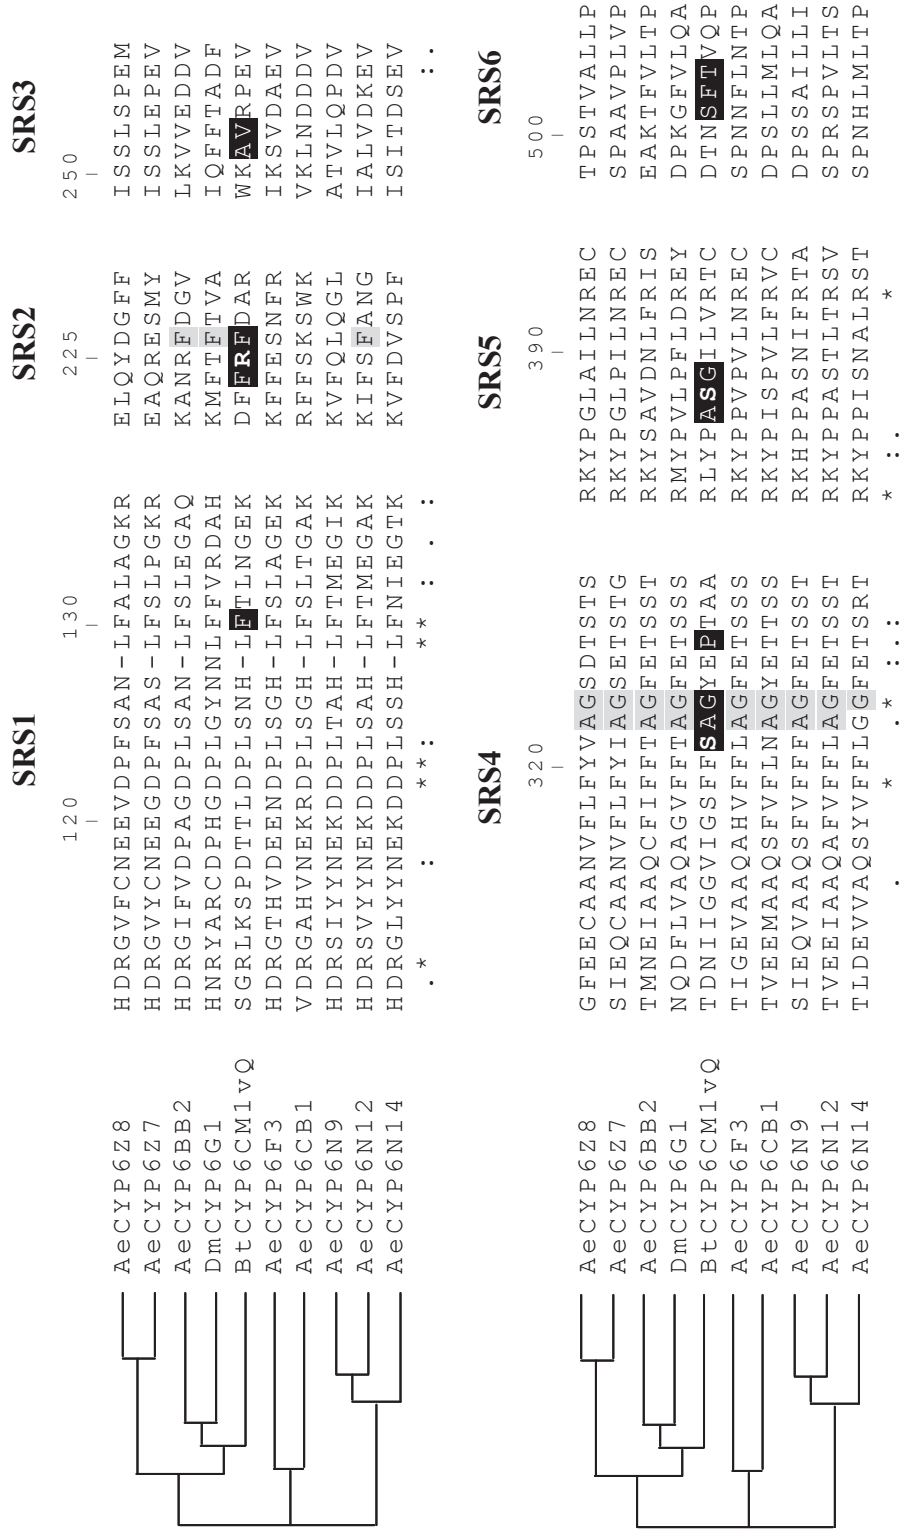 SRS1 SRS2 SRS3
120 130 225 250
AeCYP6Z8 HDRGVFCNEEVDPFSAN-LFALAGKR ELQYDGFF ISSLSPEM
AeCYP6Z7 HDRGVYCNEEGDPFSAS-LFSLPGKR EAQRESMY ISSLEPEV
AeCYP6BB2 HDRGIFVDPAGDPLSAN-LFSLEGAQ KANRFDGV LKVVEDDV
DmCYP6G1 HNRYARCDPHGDPLGYNNLFFVRDAH KMFTFTVA IQFFTADF
BtCYP6CM1vQ SGRLKSPDTTLDPLSNH-LFTLNGEK DFFRFDAR WKAVRPEV
AeCYP6F3 HDRGTHVDEENDPLSGH-LFSLAGEK KFFESNFR IKSVDAEV
AeCYP6CB1 VDRGAHVNEKRDPLSGH-LFSLTGAK RFFSKSWK VKLNDDDV
AeCYP6N9 HDRSIYYNEKDDPLTAH-LFTMEGIK KVFQLQGL ATVLQPDV
AeCYP6N12 HDRSVYYNEKDDPLSAH-LFTMEGAK KIFSFANG IALVDKEV
AeCYP6N14 HDRGLYYNEKDDPLSSH-LFNIEGTK KVFDVSPF ISITDSEV
. * : ** : ** : . : : :
SRS4 SRS5 SRS6
320 390 500
AeCYP6Z8 GFEECAANVFLFYVAGSDTSTS RKYPGLAILNREC TPSTVALLP
AeCYP6Z7 SIEQCAANVFLFYIAGSETSTG RKYPGLPILNREC SPAAVPLVP
AeCYP6BB2 TMNEIAAQCFIFFTAGFETSST RKYSAVDNLFRIS EAKTFVLTP
DmCYP6G1 NQDFLVAQAGVFFTAGFETSSS RMYPVLPFLDREY DPKGFVLQA
BtCYP6CM1vQ TDNIIGGVIGSFFSAGYEPTAA RLYPASGILVRTC DTNSFTVQP
AeCYP6F3 TIGEVAAQAHVFFLAGFETSSS RKYPPVPVLNREC SPNNFLNTP
AeCYP6CB1 TVEEMAAQSFVFLNAGYETTSS RKYPISPVLFRVC DPSLLMLQA
AeCYP6N9 SIEQVAAQSFVFFFAGFETSST RKHPPASNIFRTA DPSSAILLI
AeCYP6N12 TVEEIAAQAFVFFLAGFETSST RKYPPASTLTRSV SPRSPVLTS
AeCYP6N14 TLDEVVAQSYVFFLGGFETSRT RKYPPISNALRST SPNHLMLTP
. * . * : : : * : . *